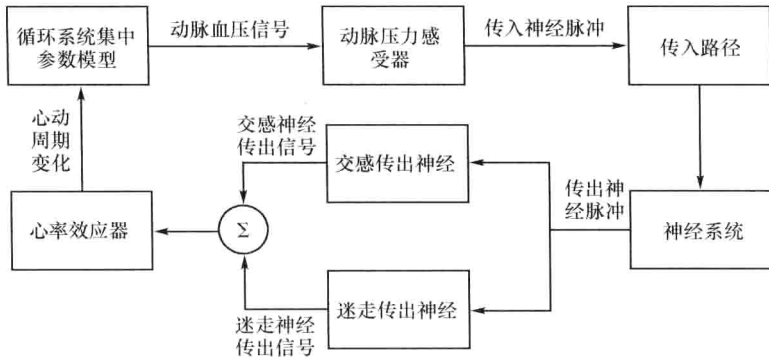 循环系统集中
参数模型
动脉血压信号
动脉压力感
受器
传入神经脉冲
传入路径
心动
周期
变化
交感神经
传出信号
交感传出神经
传出神
经脉冲
心率效应器
Σ
神经系统
迷走神经
传出信号
迷走传出神经